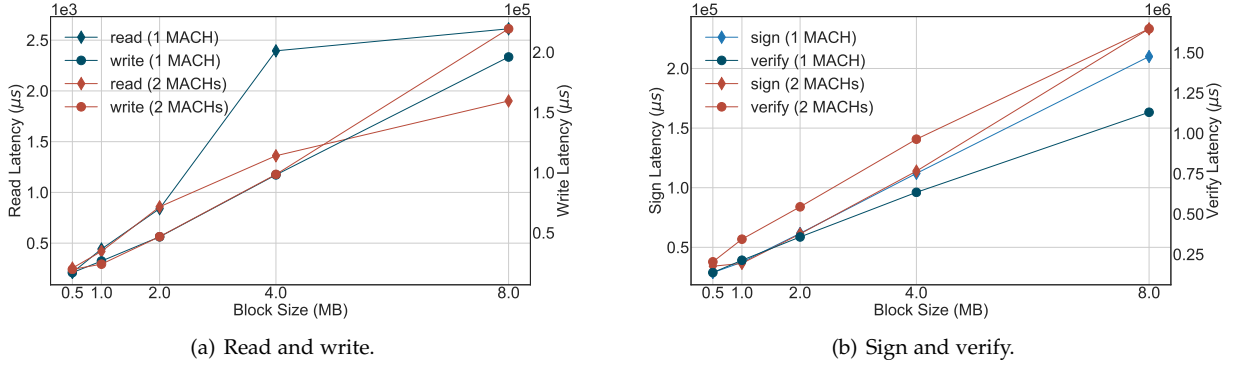 1e3
1e5
read (1 MACH)
write (1 MACH)
read (2 MACHs)
write (2 MACHs)
2.5
2.0
1.5
1.0
0.5
Read Latency (μs)
2.0
1.5
1.0
0.5
Write Latency (μs)
0.5 1.0 2.0 4.0 8.0
Block Size (MB)
(a) Read and write.
1e5
1e6
sign (1 MACH)
verify (1 MACH)
sign (2 MACHs)
verify (2 MACHs)
2.0
1.5
1.0
0.5
Sign Latency (μs)
1.50
1.25
1.00
0.75
0.50
0.25
Verify Latency (μs)
0.5 1.0 2.0 4.0 8.0
Block Size (MB)
(b) Sign and verify.